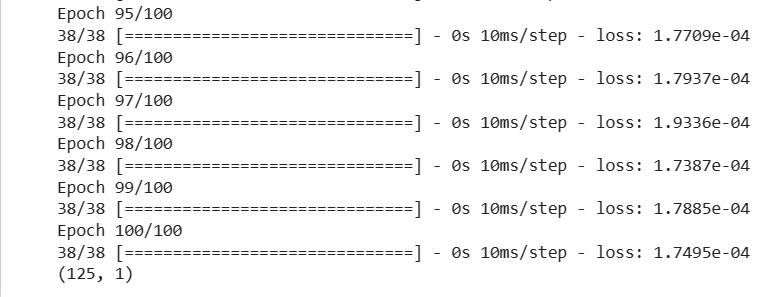 Epoch 95/100
38/38 [==============================] - 0s 10ms/step - loss: 1.7709e-04
Epoch 96/100
38/38 [==============================] - 0s 10ms/step - loss: 1.7937e-04
Epoch 97/100
38/38 [==============================] - 0s 10ms/step - loss: 1.9336e-04
Epoch 98/100
38/38 [==============================] - 0s 10ms/step - loss: 1.7387e-04
Epoch 99/100
38/38 [==============================] - 0s 10ms/step - loss: 1.7885e-04
Epoch 100/100
38/38 [==============================] - 0s 10ms/step - loss: 1.7495e-04
(125, 1)